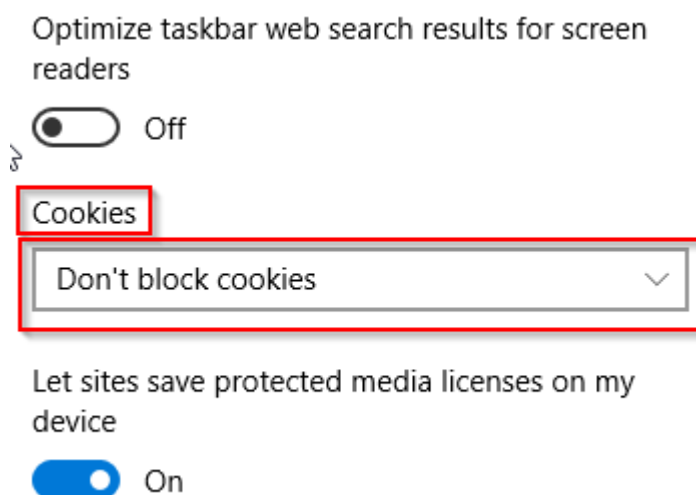 Optimize taskbar web search results for screen
readers
Off
Cookies
Don't block cookies
Let sites save protected media licenses on my
device
On